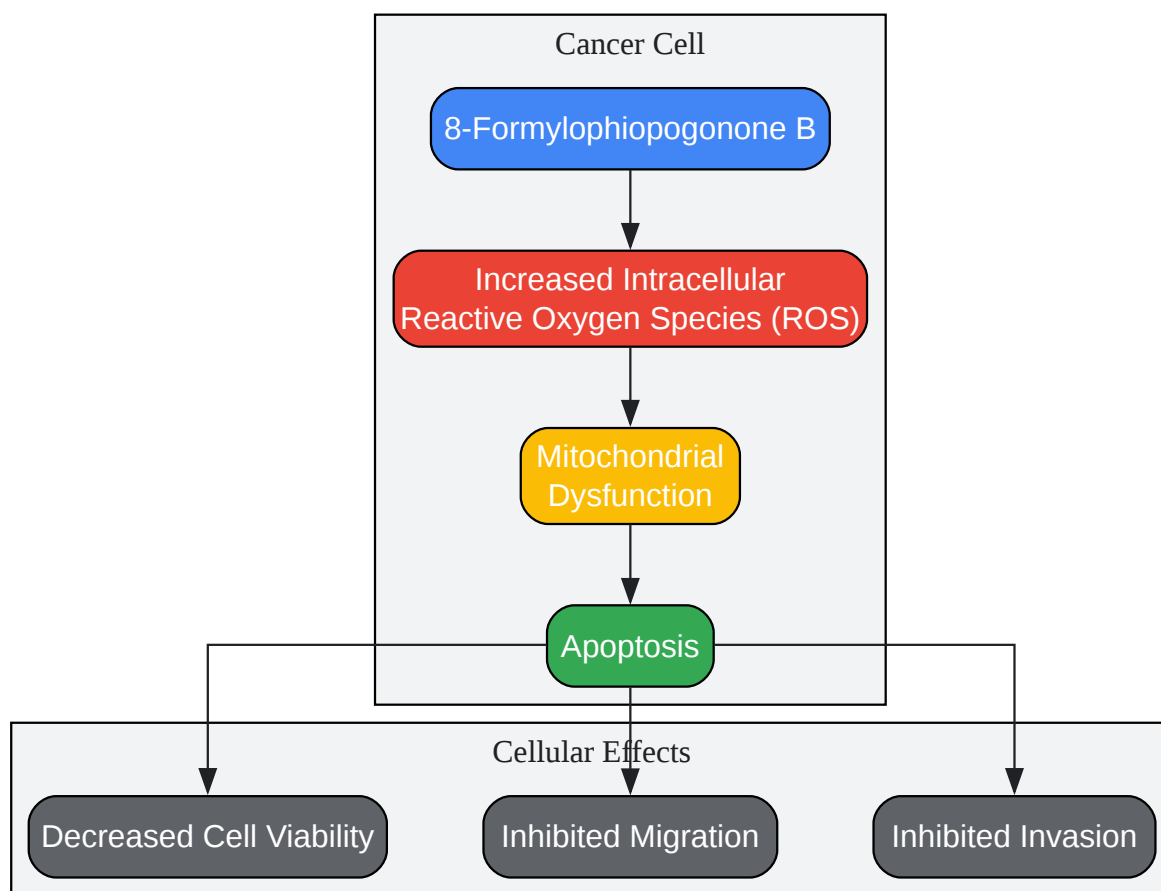 Cancer Cell
8-Formylophiopogonone B
Increased Intracellular
Reactive Oxygen Species (ROS)
Mitochondrial
Dysfunction
Apoptosis
Cellular Effects
Decreased Cell Viability
Inhibited Migration
Inhibited Invasion